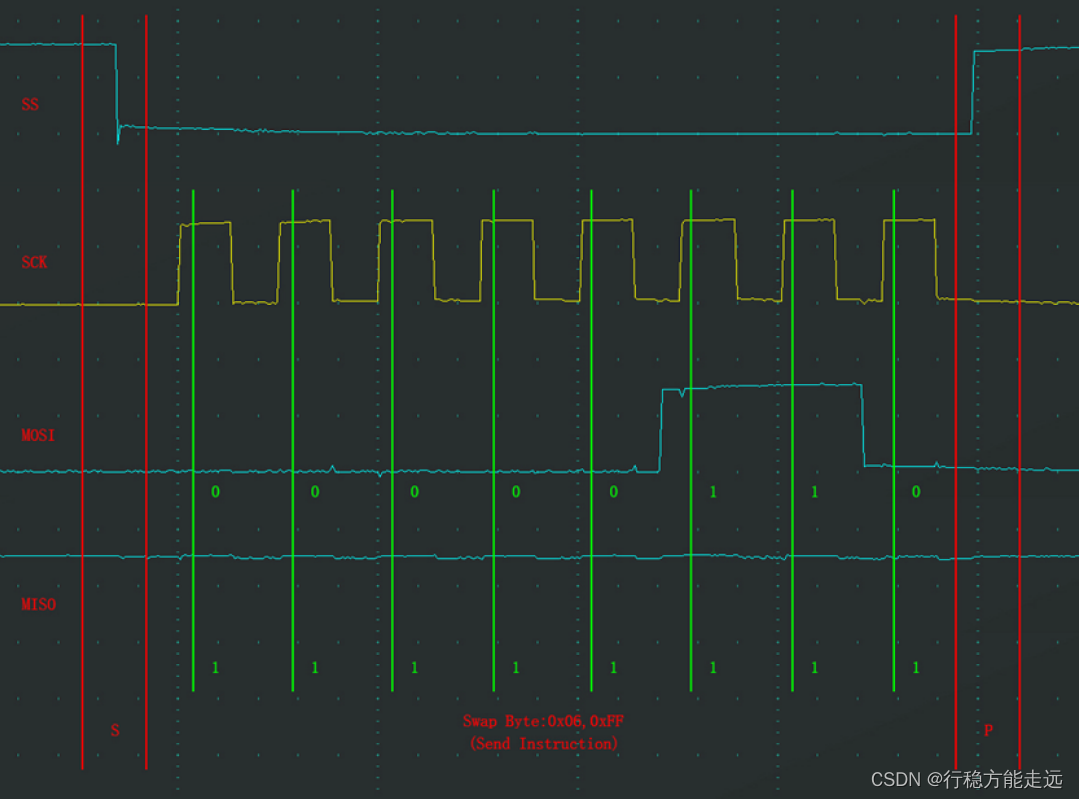 SS
SCK
MOSI
0 0 0 0 0 1 1 0
MISO
1 1 1 1 1 1 1 1
Swap Byte:0x06,0xFF
S P
(Send Instruction)
CSDN @行稳方能走远